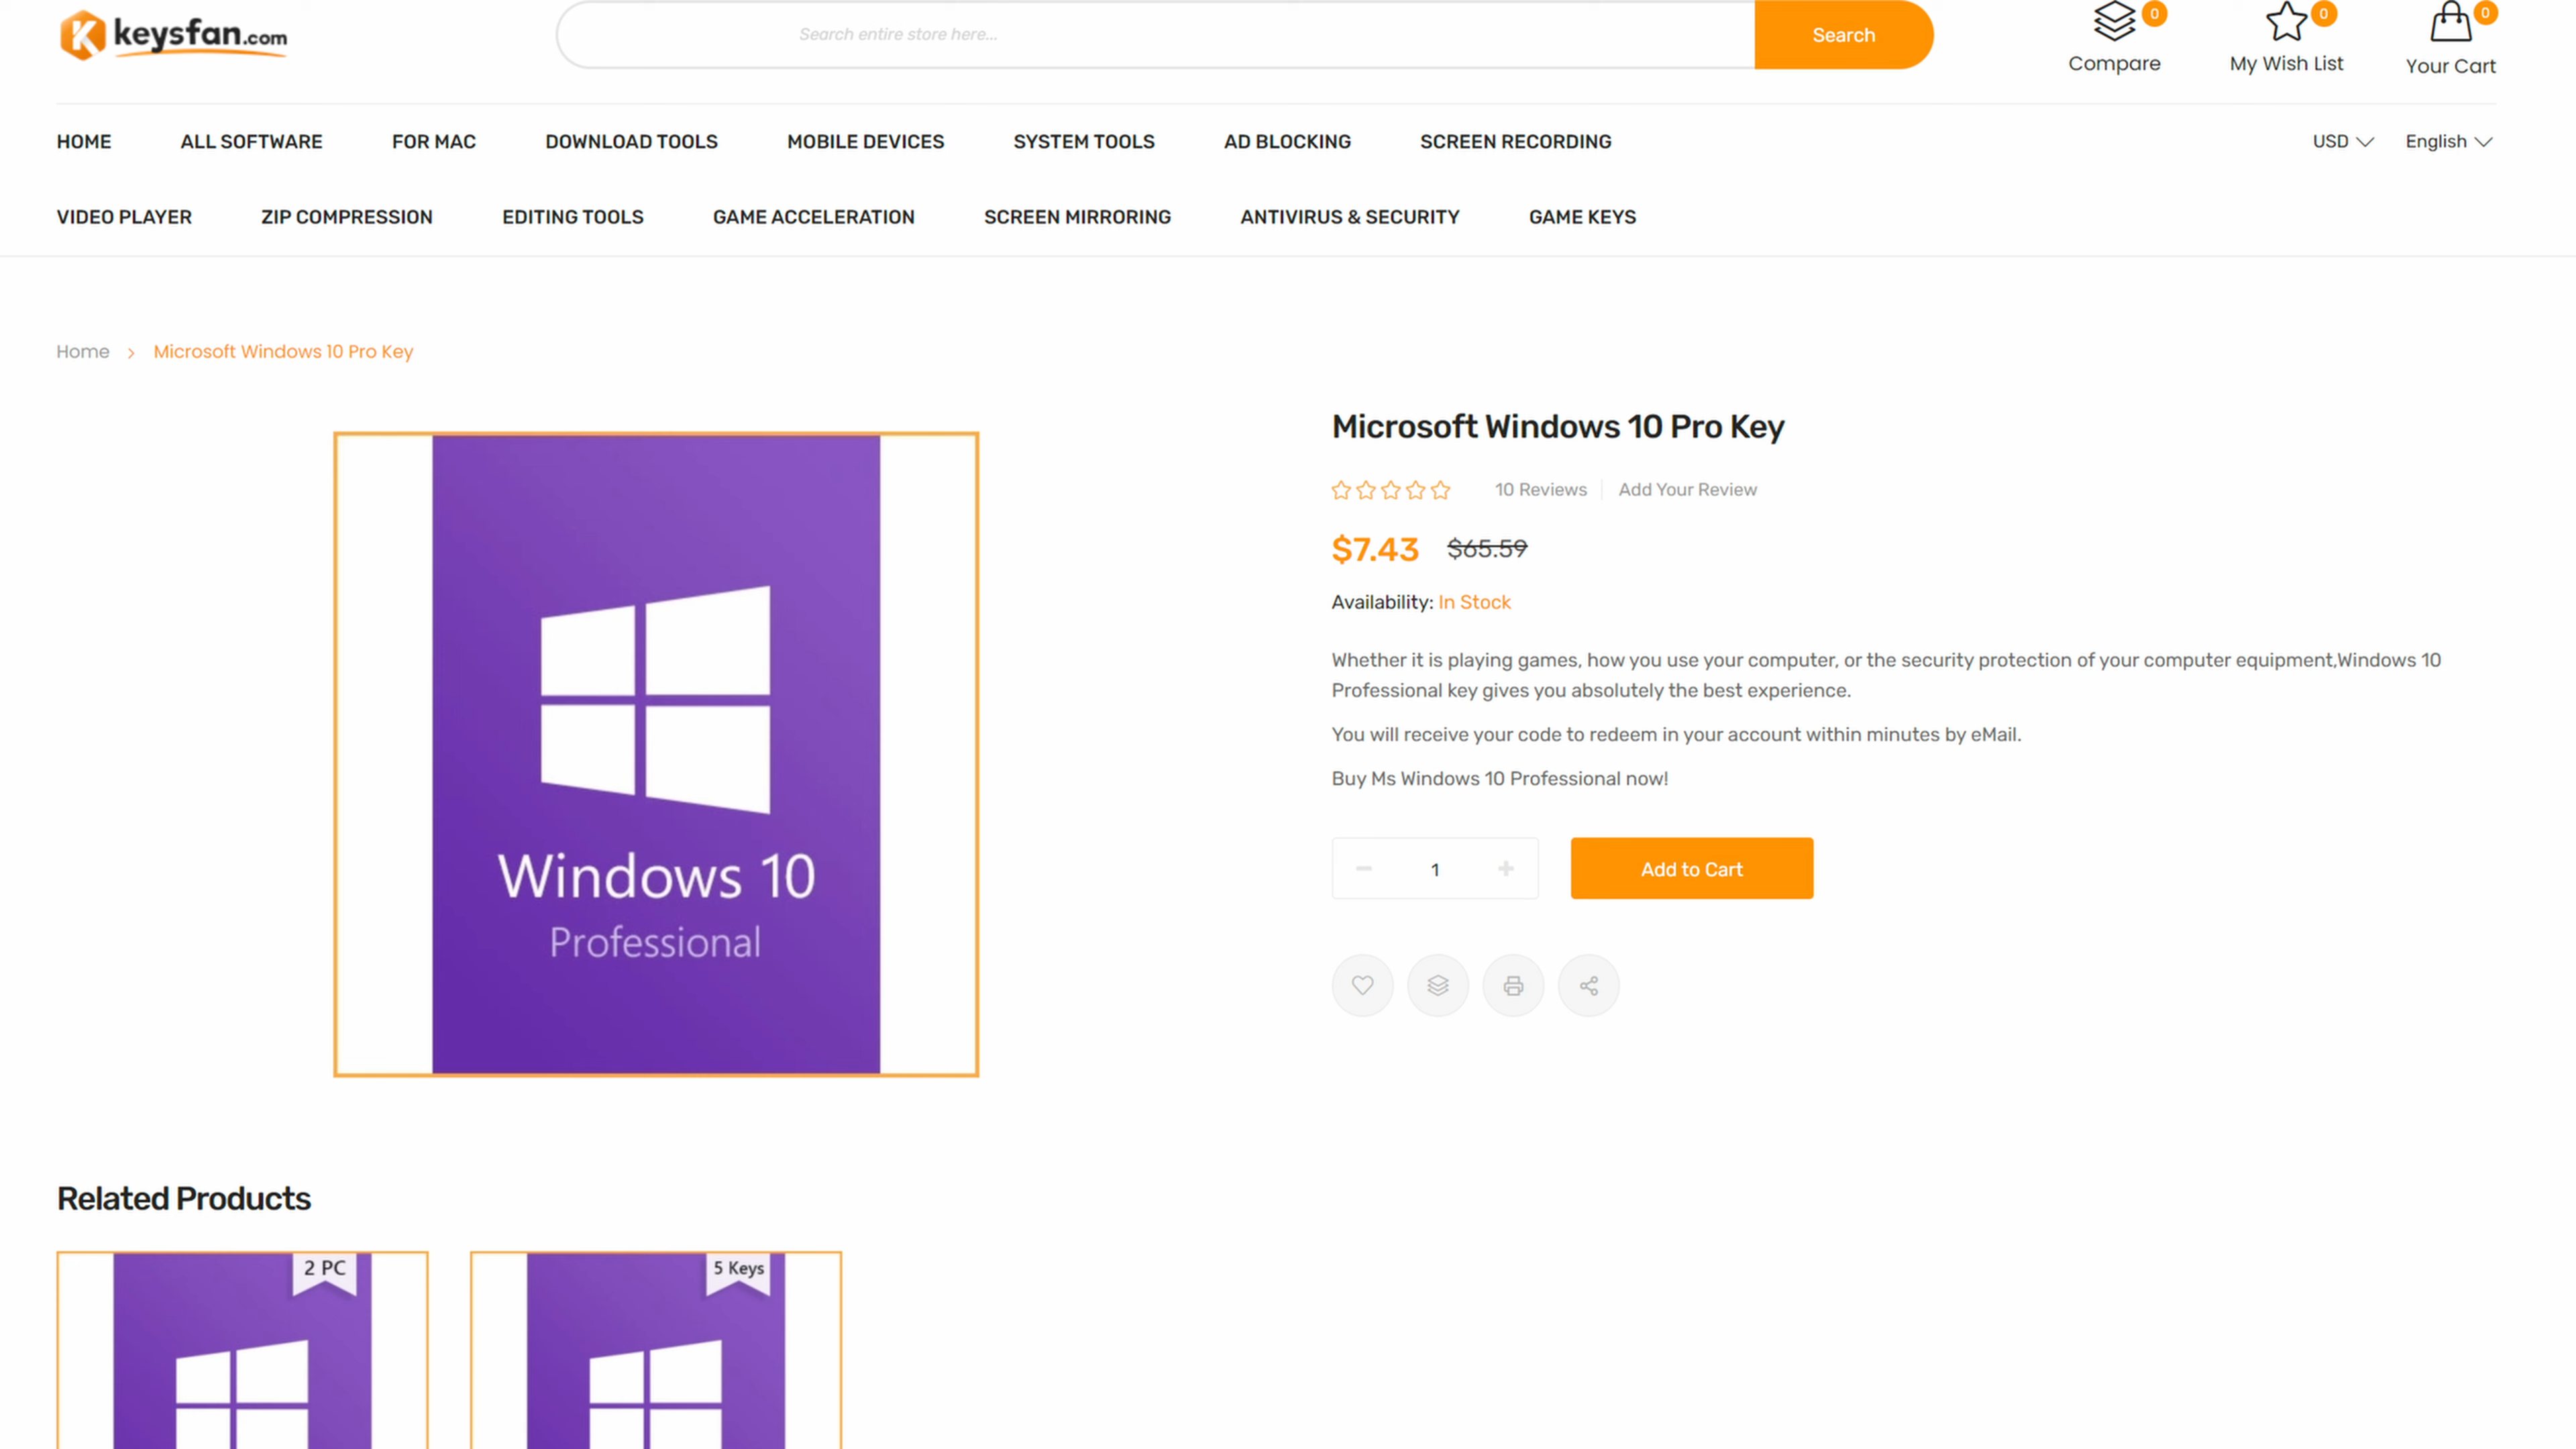 keysfan.com
Search entire store here...
Search
0
Compare
0
My Wish List
0
Your Cart
HOME
ALL SOFTWARE
FOR MAC
DOWNLOAD TOOLS
MOBILE DEVICES
SYSTEM TOOLS
AD BLOCKING
SCREEN RECORDING
USD
English
VIDEO PLAYER
ZIP COMPRESSION
EDITING TOOLS
GAME ACCELERATION
SCREEN MIRRORING
ANTIVIRUS & SECURITY
GAME KEYS
Home > Microsoft Windows 10 Pro Key
Windows 10
Professional
Microsoft Windows 10 Pro Key
10 Reviews
Add Your Review
$7.43 $65.59
Availability: In Stock
Whether it is playing games, how you use your computer, or the security protection of your computer equipment,Windows 10
Professional key gives you absolutely the best experience.
You will receive your code to redeem in your account within minutes by eMail.
Buy Ms Windows 10 Professional now!
1
Add to Cart
Related Products
2 PC
5 Keys